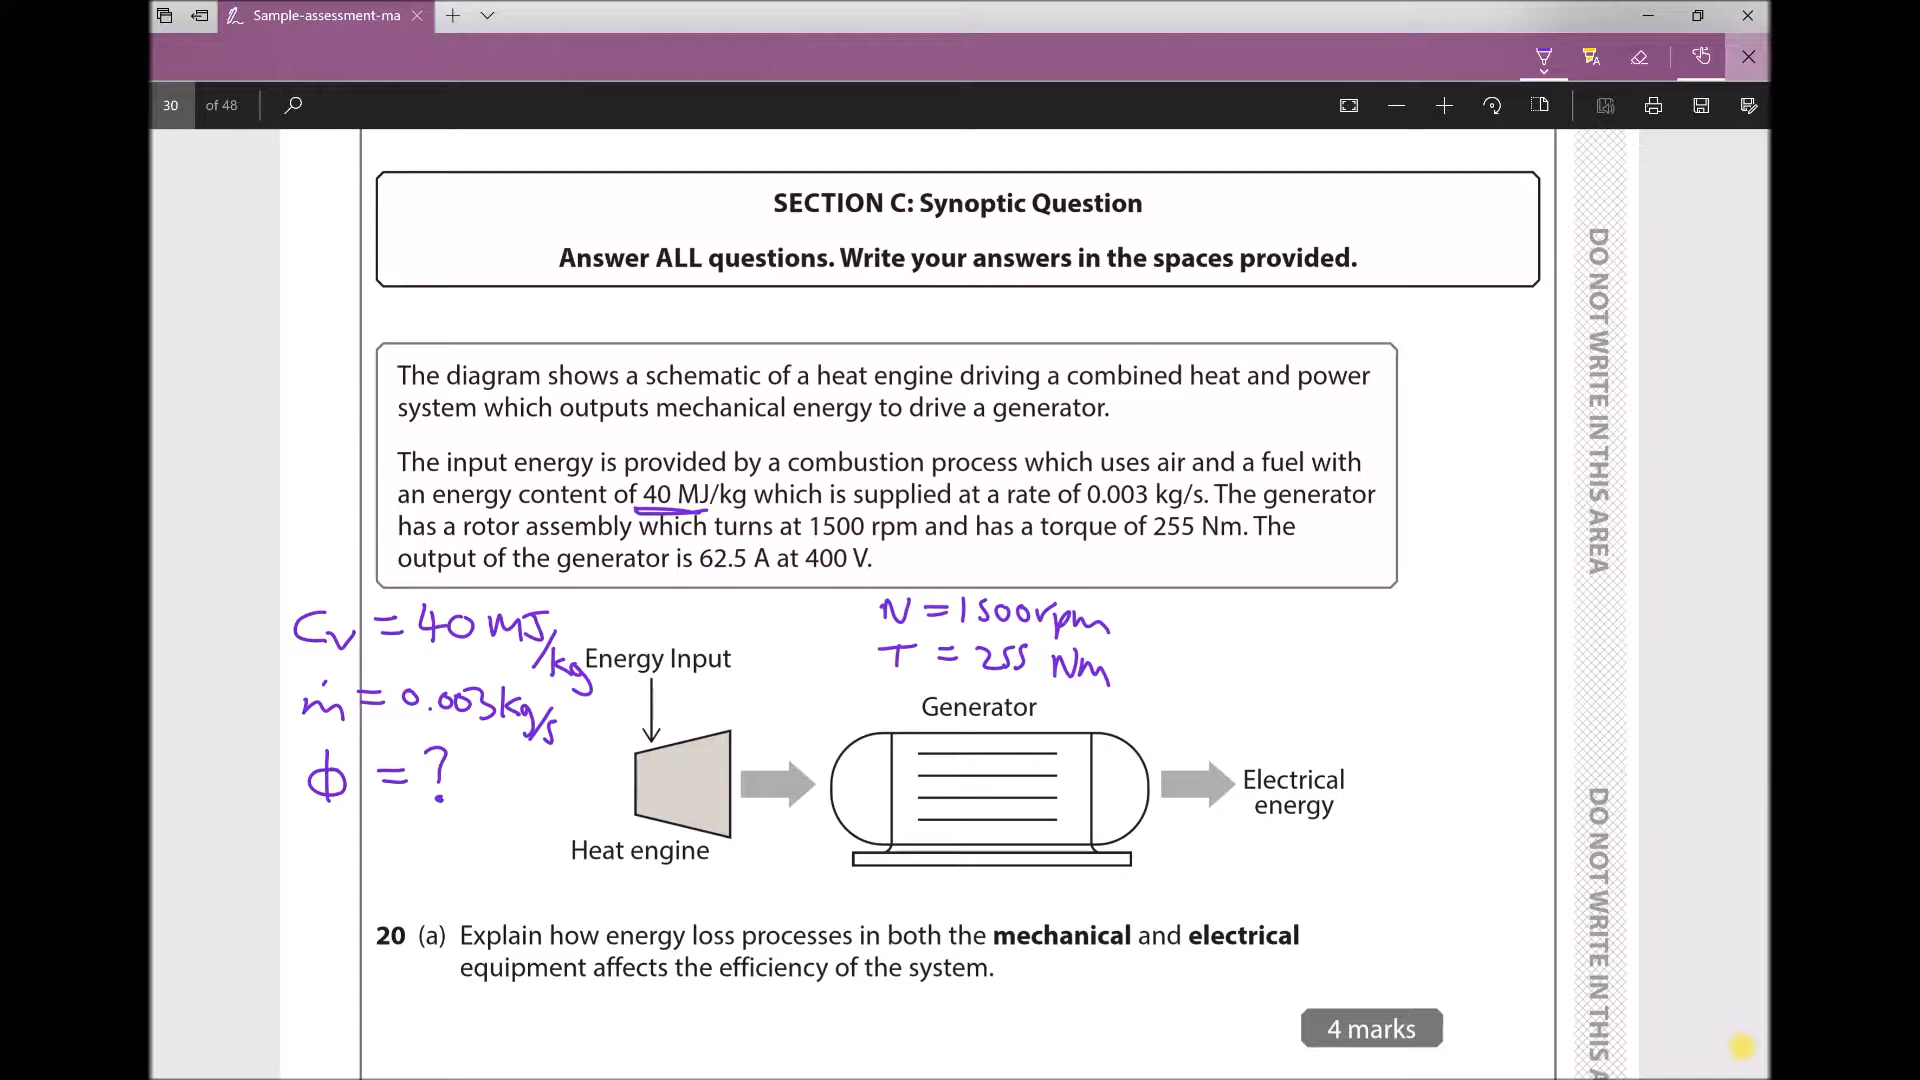 Sample-assessment-ma
30 of 48
SECTION C: Synoptic Question
Answer ALL questions. Write your answers in the spaces provided.
The diagram shows a schematic of a heat engine driving a combined heat and power
system which outputs mechanical energy to drive a generator.
The input energy is provided by a combustion process which uses air and a fuel with
an energy content of 40 MJ/kg which is supplied at a rate of 0.003 kg/s. The generator
has a rotor assembly which turns at 1500 rpm and has a torque of 255 Nm. The
output of the generator is 62.5 A at 400 V.
Cv = 40 MJ/kg
ṁ = 0.003kg/s
ϕ = ?
N = 1500rpm
T = 255 Nm
Energy Input
Generator
Electrical
energy
Heat engine
20 (a) Explain how energy loss processes in both the mechanical and electrical
equipment affects the efficiency of the system.
4 marks
DO NOT WRITE IN THIS AREA
DO NOT WRITE IN THIS A